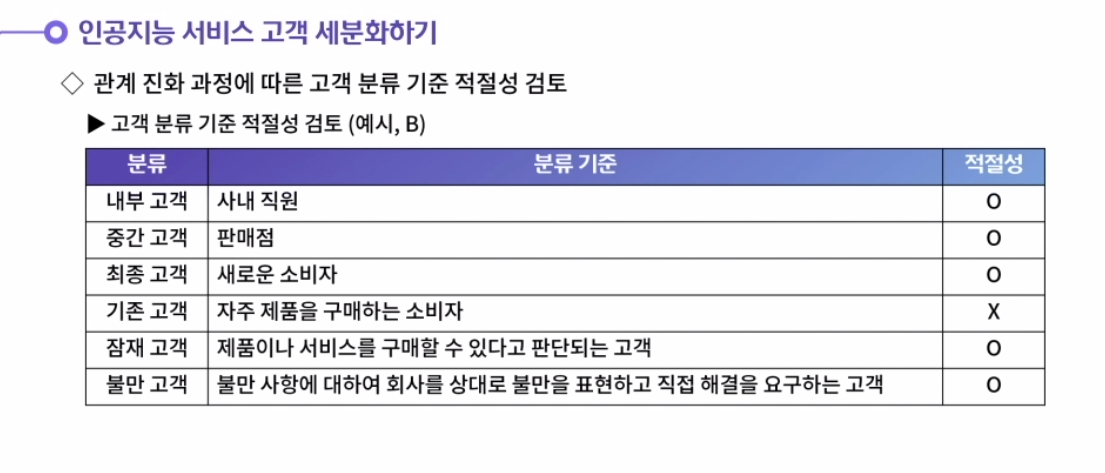 인공지능 서비스 고객 세분화하기
◇ 관계 진화 과정에 따른 고객 분류 기준 적절성 검토
▶ 고객 분류 기준 적절성 검토 (예시, B)
분류 분류 기준 적절성
내부 고객 사내 직원 O
중간 고객 판매점 O
최종 고객 새로운 소비자 O
기존 고객 자주 제품을 구매하는 소비자 X
잠재 고객 제품이나 서비스를 구매할 수 있다고 판단되는 고객 O
불만 고객 불만 사항에 대하여 회사를 상대로 불만을 표현하고 직접 해결을 요구하는 고객 O